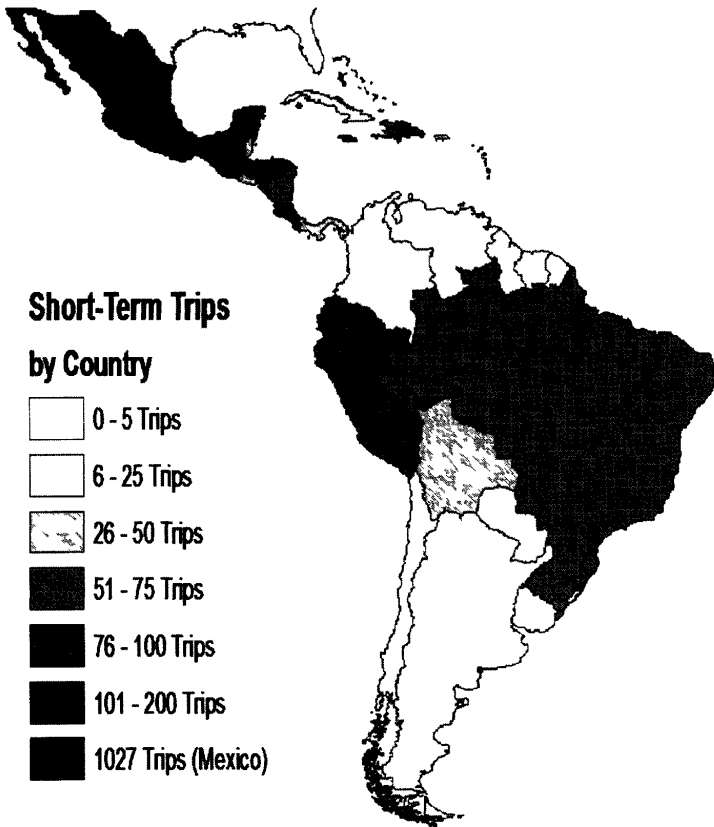 Short-Term Trips
by Country
0 - 5 Trips
6 - 25 Trips
26 - 50 Trips
51 - 75 Trips
76 - 100 Trips
101 - 200 Trips
1027 Trips (Mexico)